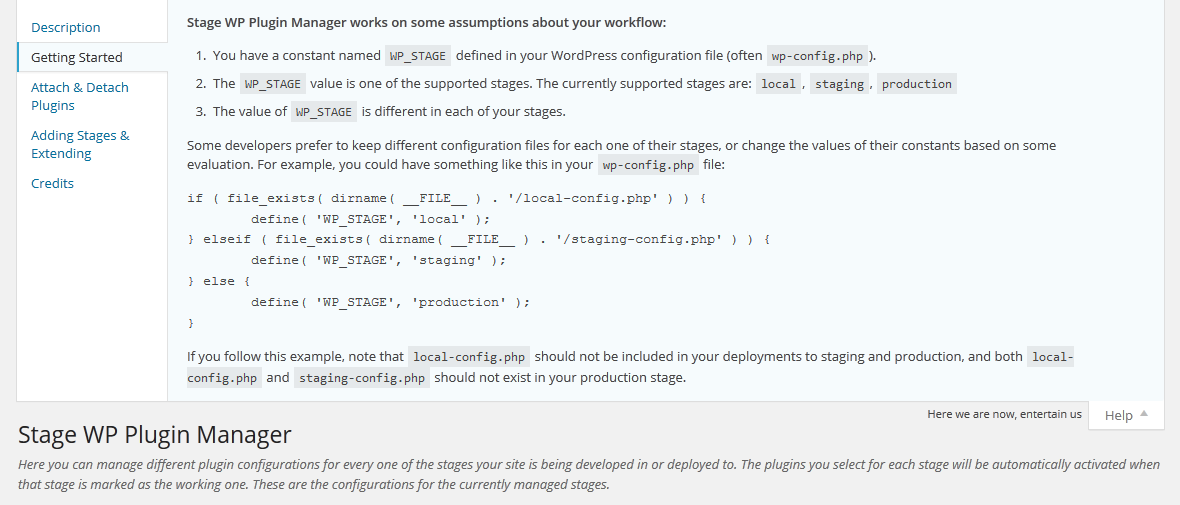 Description
Getting Started
Attach & Detach
Plugins
Adding Stages &
Extending
Credits
Stage WP Plugin Manager works on some assumptions about your workflow:
1. You have a constant named WP_STAGE defined in your WordPress configuration file (often wp-config.php ).
2. The WP_STAGE value is one of the supported stages. The currently supported stages are: local , staging , production
3. The value of WP_STAGE is different in each of your stages.
Some developers prefer to keep different configuration files for each one of their stages, or change the values of their constants based on some
evaluation. For example, you could have something like this in your wp-config.php file:
if ( file_exists( dirname( __FILE__ ) . '/local-config.php' ) ) {
        define( 'WP_STAGE', 'local' );
} elseif ( file_exists( dirname( __FILE__ ) . '/staging-config.php' ) ) {
        define( 'WP_STAGE', 'staging' );
} else {
        define( 'WP_STAGE', 'production' );
}
If you follow this example, note that local-config.php should not be included in your deployments to staging and production, and both local-
config.php and staging-config.php should not exist in your production stage.
Here we are now, entertain us
Help
Stage WP Plugin Manager
Here you can manage different plugin configurations for every one of the stages your site is being developed in or deployed to. The plugins you select for each stage will be automatically activated when
that stage is marked as the working one. These are the configurations for the currently managed stages.